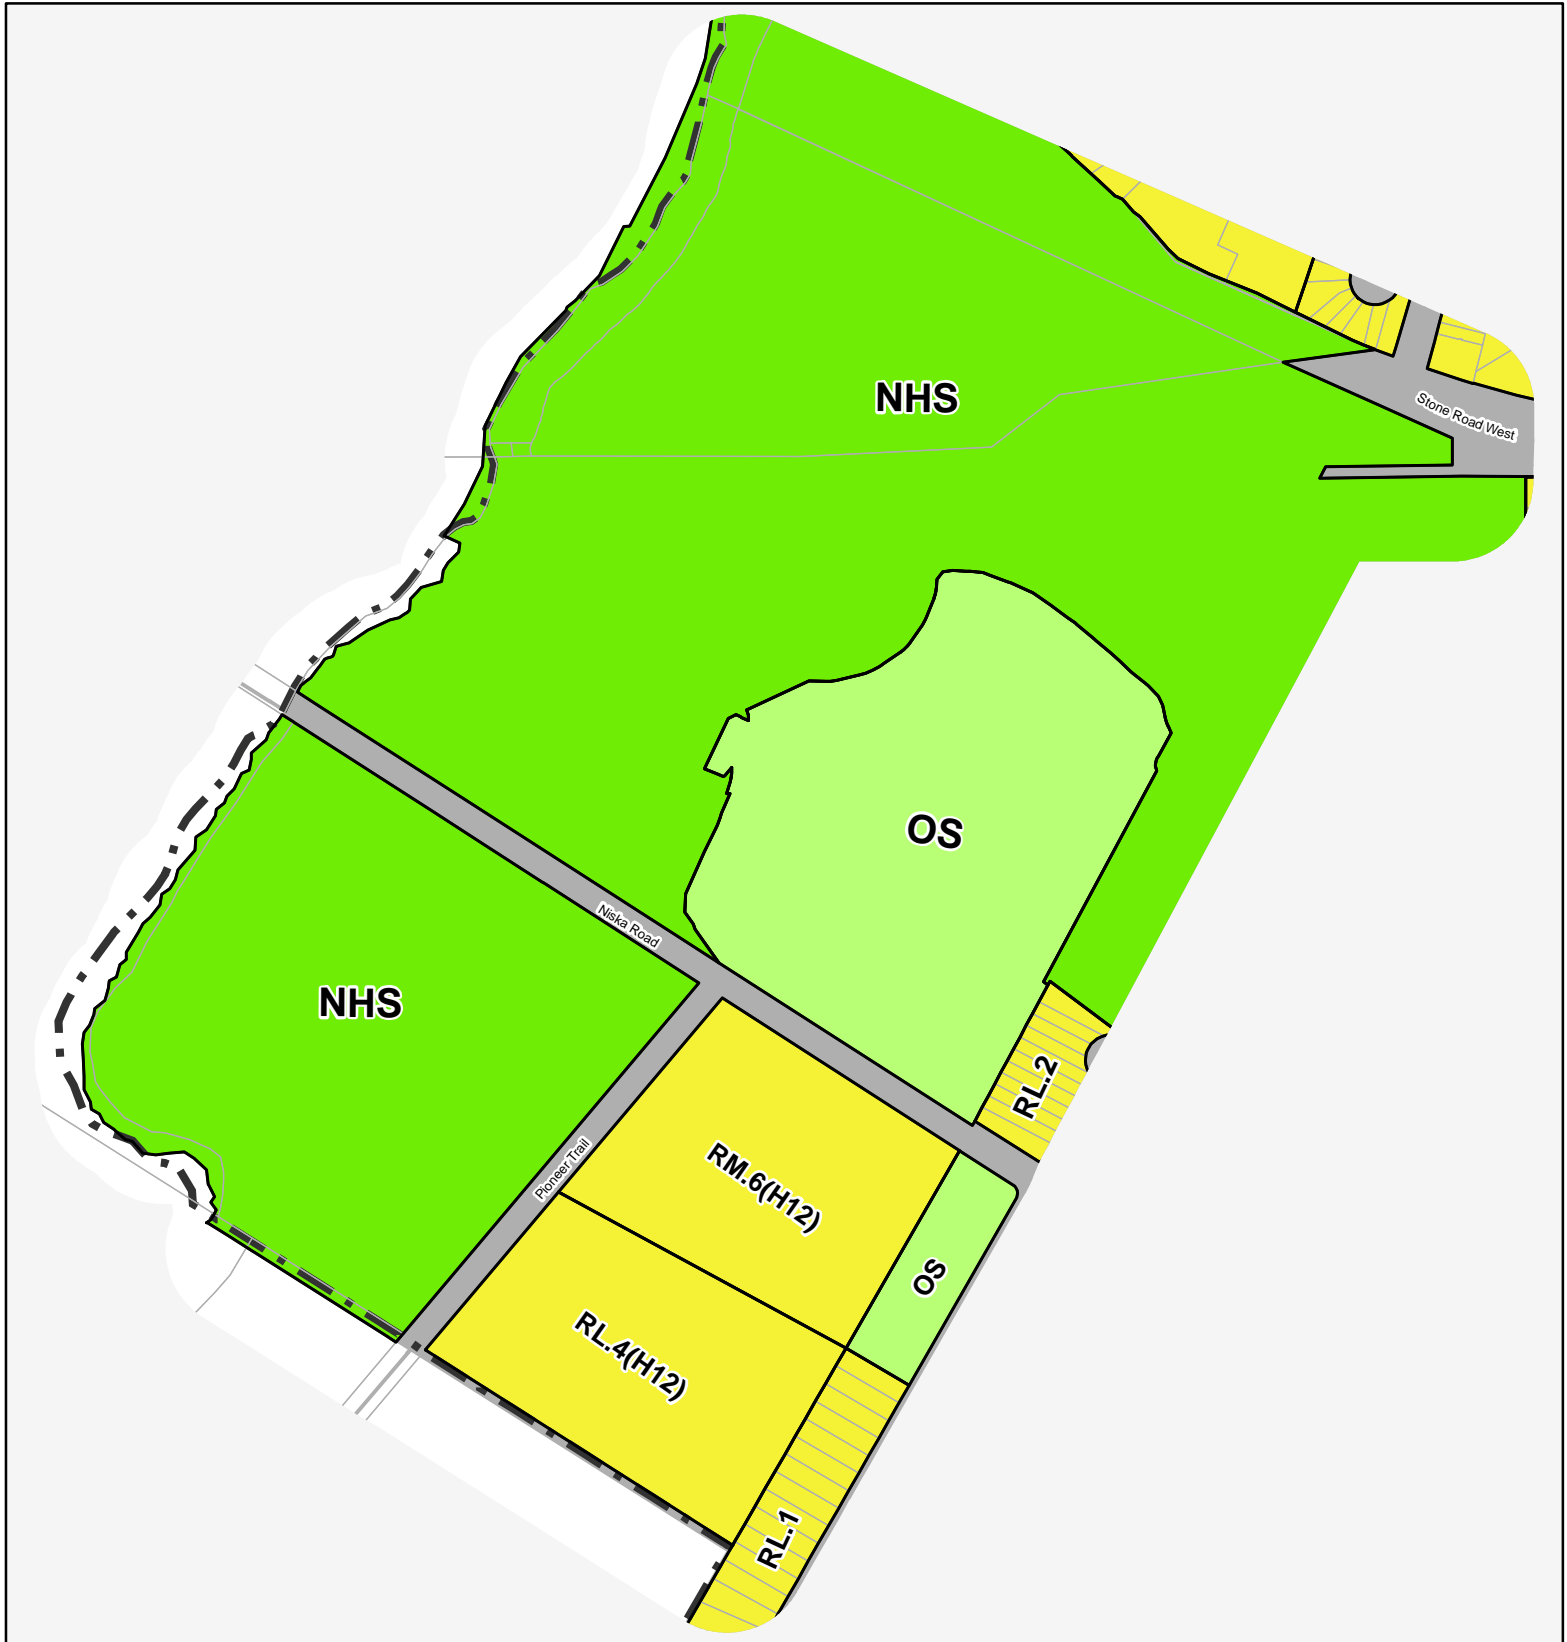 NHS
Stone Road West
OS
Niska Road
NHS
RL.2
Pioneer Trail
RM.6(H12)
OS
RL.4(H12)
RL.1